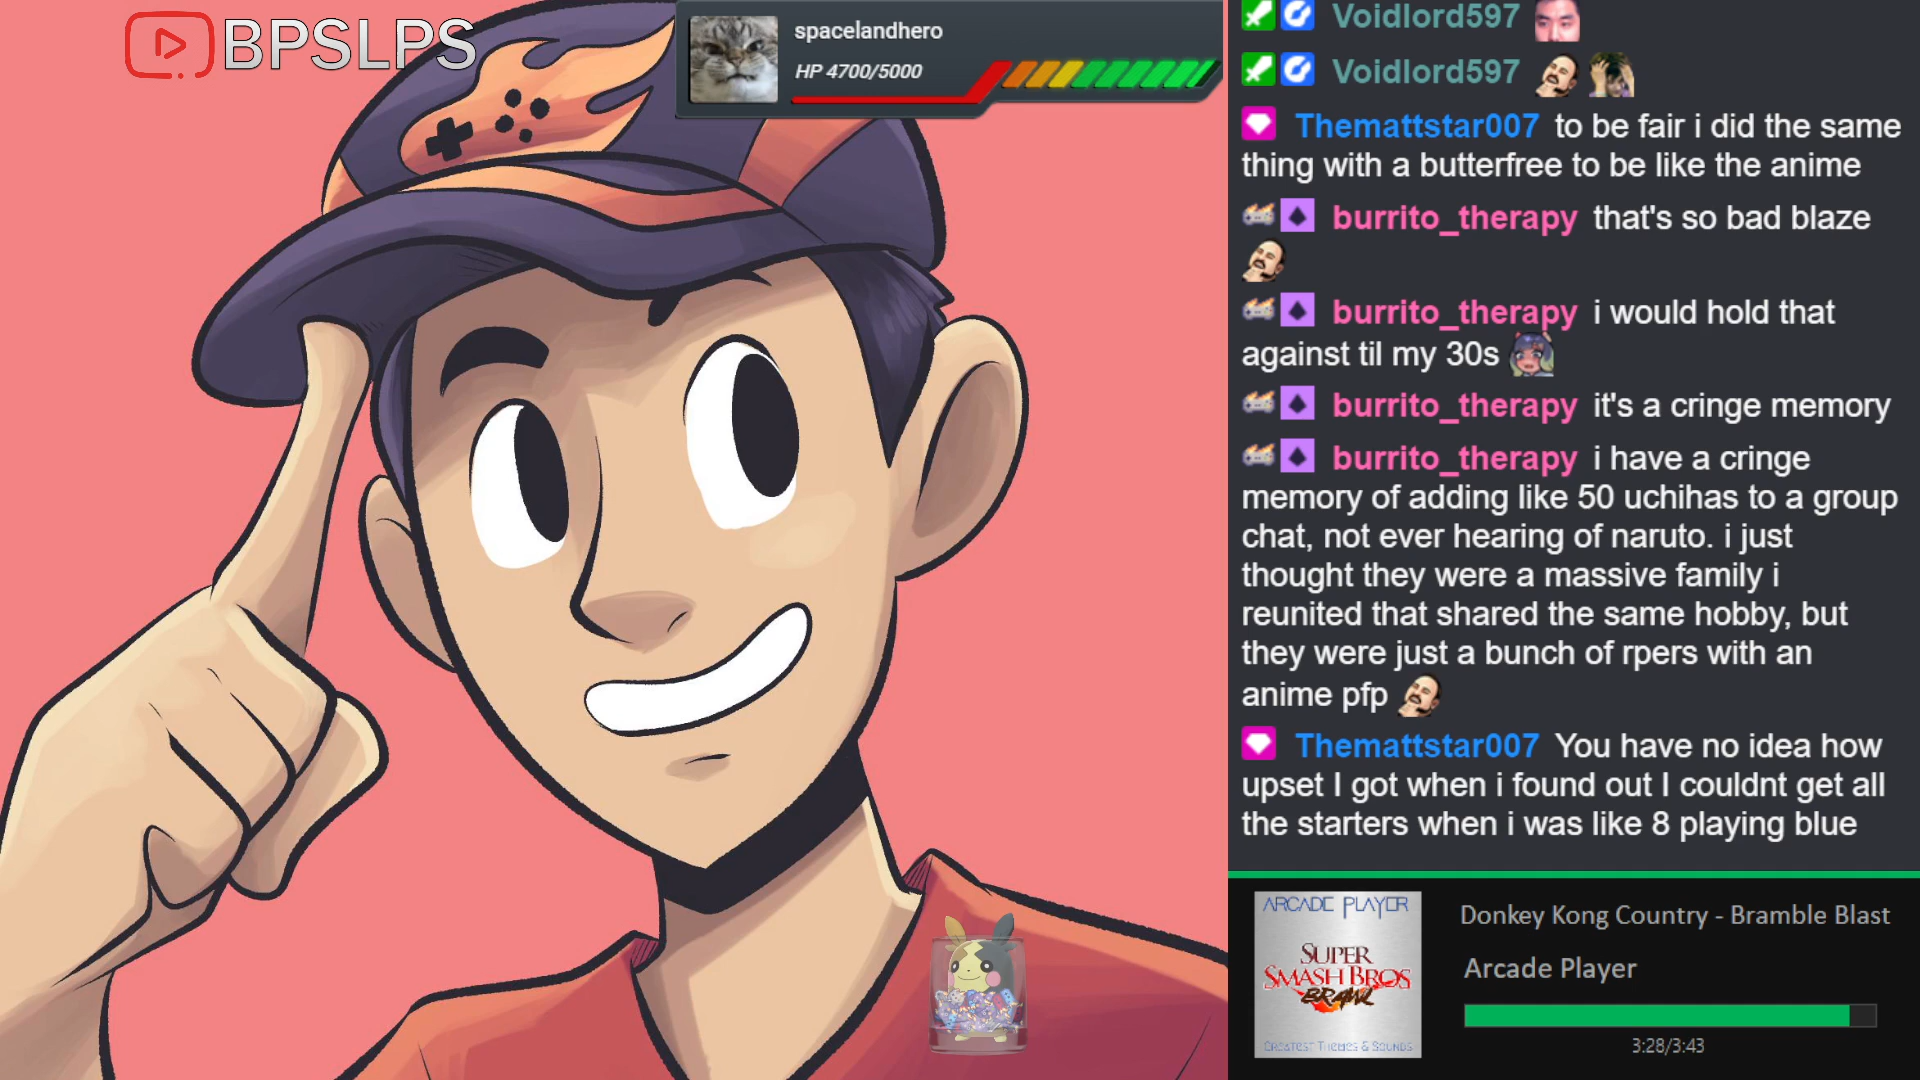 BPSLPS
spacelandhero
HP 4700/5000
Voidlord597
Voidlord597
Themattstar007 to be fair i did the same
thing with a butterfree to be like the anime
burrito_therapy that's so bad blaze
burrito_therapy i would hold that
against til my 30s
burrito_therapy it's a cringe memory
burrito_therapy i have a cringe
memory of adding like 50 uchihas to a group
chat, not ever hearing of naruto. i just
thought they were a massive family i
reunited that shared the same hobby, but
they were just a bunch of rpers with an
anime pfp
Themattstar007 You have no idea how
upset I got when i found out I couldnt get all
the starters when i was like 8 playing blue
ARCADE PLAYER
SUPER
SMASH BROS
BRAWL
GREATEST THEMES & SOUNDS
Donkey Kong Country - Bramble Blast
Arcade Player
3:28/3:43